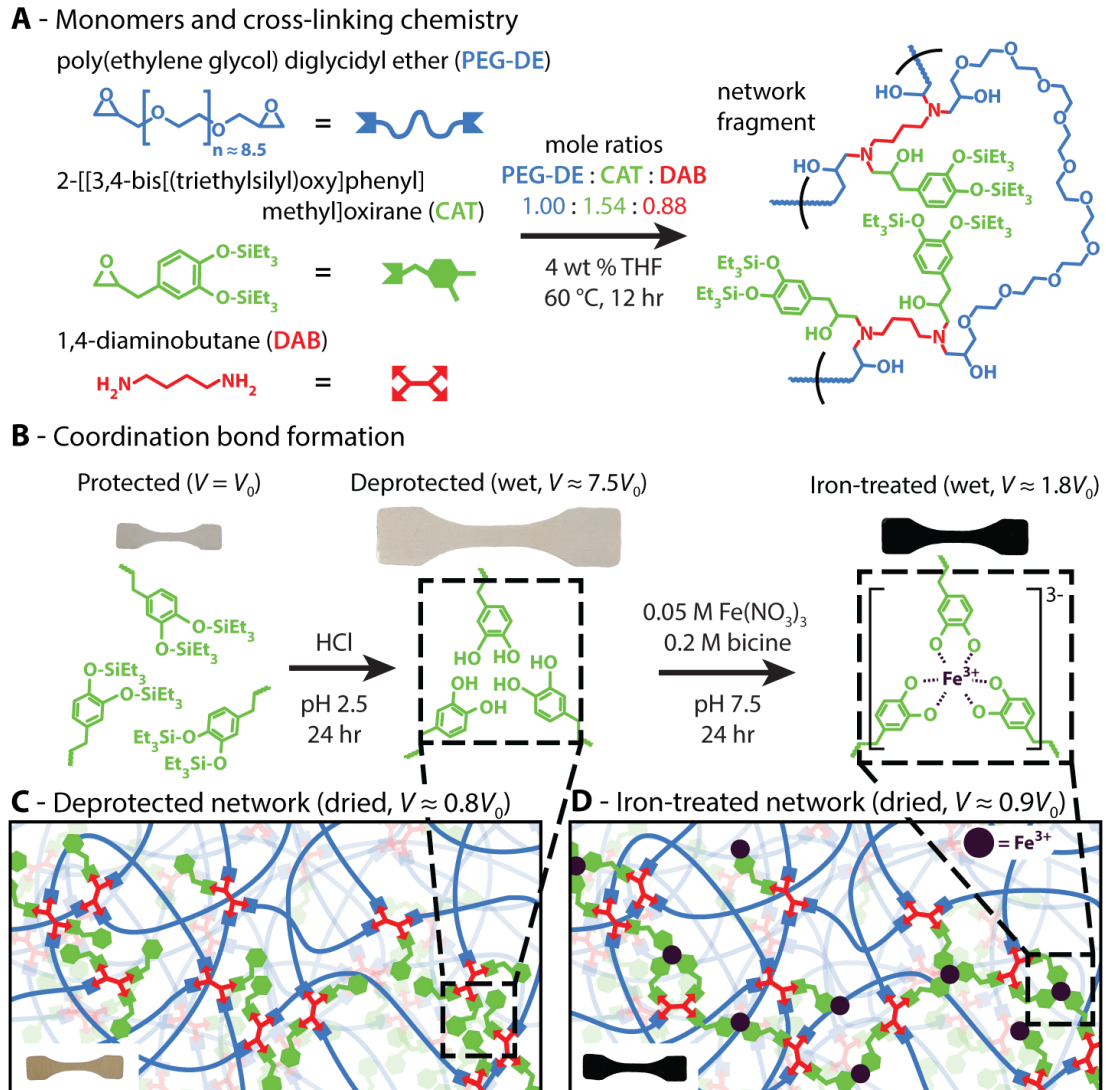 A - Monomers and cross-linking chemistry
poly(ethylene glycol) diglycidyl ether (PEG-DE)
O
O
O
O
n ≈ 8.5
=
2-[[3,4-bis[(triethylsilyl)oxy]phenyl]
methyl]oxirane (CAT)
O
O-SiEt3
O-SiEt3
=
1,4-diaminobutane (DAB)
H2N
NH2
=
mole ratios
PEG-DE : CAT : DAB
1.00 : 1.54 : 0.88
4 wt % THF
60 °C, 12 hr
network
fragment
HO
OH
N
O
O
O
O
O
O
O
O
O
O
HO
N
OH
O-SiEt3
O-SiEt3
Et3Si-O
O-SiEt3
Et3Si-O
Et3Si-O
HO
HO
N
N
OH
OH
B - Coordination bond formation
Protected (V = V0)
O-SiEt3
O-SiEt3
O-SiEt3
O-SiEt3
Et3Si-O
Et3Si-O
HCl
pH 2.5
24 hr
Deprotected (wet, V ≈ 7.5V0)
HO
OH
OH
OH
HO
HO
0.05 M Fe(NO3)3
0.2 M bicine
pH 7.5
24 hr
Iron-treated (wet, V ≈ 1.8V0)
3-
O
O
O
Fe3+
O
O
O
C - Deprotected network (dried, V ≈ 0.8V0)
D - Iron-treated network (dried, V ≈ 0.9V0)
= Fe3+